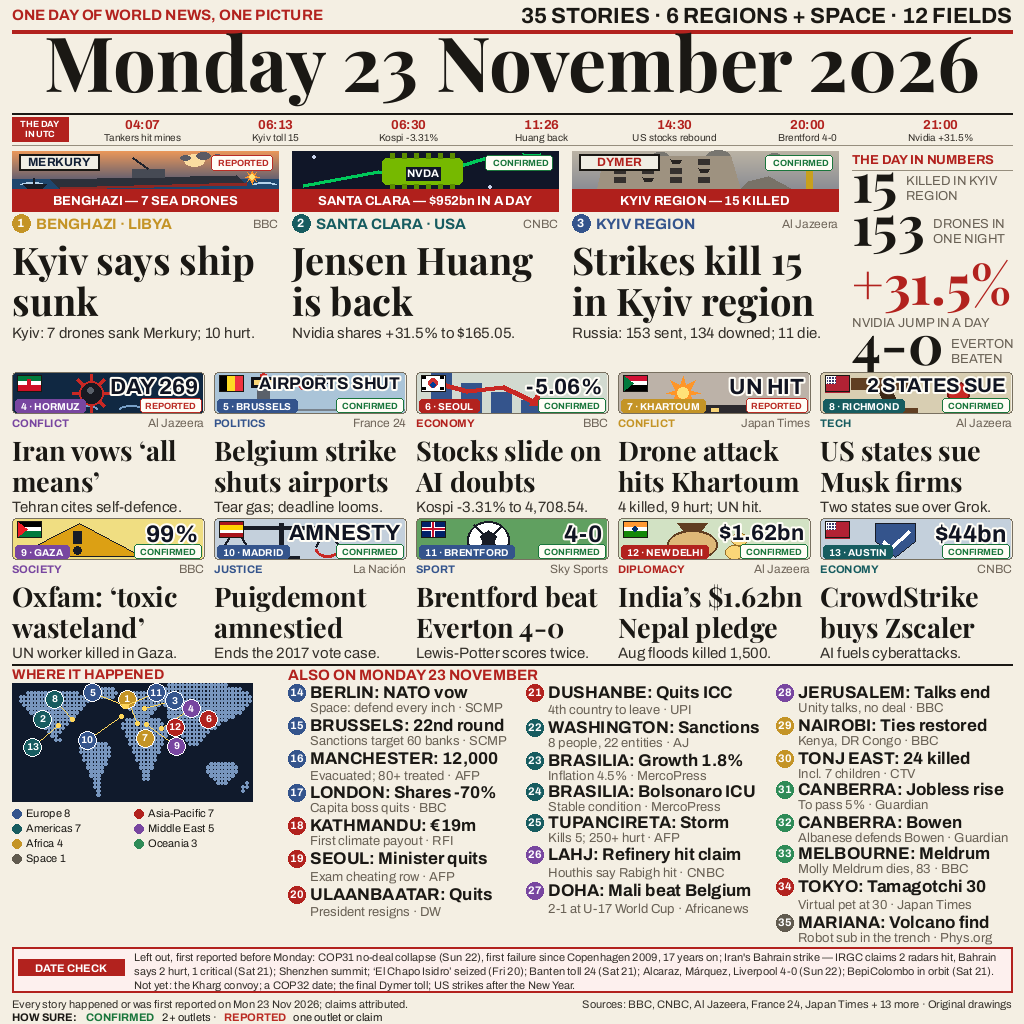 ONE DAY OF WORLD NEWS, ONE PICTURE
35 STORIES · 6 REGIONS + SPACE · 12 FIELDS
Monday 23 November 2026
THE DAY
IN UTC
04:07
Tankers hit mines
06:13
Kyiv toll 15
06:30
Kospi -3.31%
11:26
Huang back
14:30
US stocks rebound
20:00
Brentford 4-0
21:00
Nvidia +31.5%
MERKURY
REPORTED
BENGHAZI — 7 SEA DRONES
1 BENGHAZI · LIBYA
BBC
Kyiv says ship
sunk
Kyiv: 7 drones sank Merkury; 10 hurt.
NVDA
CONFIRMED
SANTA CLARA — $952bn IN A DAY
2 SANTA CLARA · USA
CNBC
Jensen Huang
is back
Nvidia shares +31.5% to $165.05.
DYMER
CONFIRMED
KYIV REGION — 15 KILLED
3 KYIV REGION
Al Jazeera
Strikes kill 15
in Kyiv region
Russia: 153 sent, 134 downed; 11 die.
THE DAY IN NUMBERS
15 KILLED IN KYIV
REGION
153 DRONES IN
ONE NIGHT
+31.5%
NVIDIA JUMP IN A DAY
4-0 EVERTON
BEATEN
DAY 269
4 · HORMUZ
REPORTED
CONFLICT
Al Jazeera
Iran vows ‘all
means’
Tehran cites self-defence.
AIRPORTS SHUT
5 · BRUSSELS
CONFIRMED
POLITICS
France 24
Belgium strike
shuts airports
Tear gas; deadline looms.
-5.06%
6 · SEOUL
CONFIRMED
ECONOMY
BBC
Stocks slide on
AI doubts
Kospi -3.31% to 4,708.54.
UN HIT
7 · KHARTOUM
REPORTED
CONFLICT
Japan Times
Drone attack
hits Khartoum
4 killed, 9 hurt; UN hit.
2 STATES SUE
8 · RICHMOND
CONFIRMED
TECH
Al Jazeera
US states sue
Musk firms
Two states sue over Grok.
99%
9 · GAZA
CONFIRMED
SOCIETY
BBC
Oxfam: ‘toxic
wasteland’
UN worker killed in Gaza.
AMNESTY
10 · MADRID
CONFIRMED
JUSTICE
La Nación
Puigdemont
amnestied
Ends the 2017 vote case.
4-0
11 · BRENTFORD
CONFIRMED
SPORT
Sky Sports
Brentford beat
Everton 4-0
Lewis-Potter scores twice.
$1.62bn
12 · NEW DELHI
CONFIRMED
DIPLOMACY
Al Jazeera
India’s $1.62bn
Nepal pledge
Aug floods killed 1,500.
$44bn
13 · AUSTIN
CONFIRMED
ECONOMY
CNBC
CrowdStrike
buys Zscaler
AI fuels cyberattacks.
WHERE IT HAPPENED
8 5 1 11 3 4 2 12 6 13 10 7 9
Europe 8
Asia-Pacific 7
Americas 7
Middle East 5
Africa 4
Oceania 3
Space 1
ALSO ON MONDAY 23 NOVEMBER
14 BERLIN: NATO vow
Space: defend every inch · SCMP
15 BRUSSELS: 22nd round
Sanctions target 60 banks · SCMP
16 MANCHESTER: 12,000
Evacuated; 80+ treated · AFP
17 LONDON: Shares -70%
Capita boss quits · BBC
18 KATHMANDU: €19m
First climate payout · RFI
19 SEOUL: Minister quits
Exam cheating row · AFP
20 ULAANBAATAR: Quits
President resigns · DW
21 DUSHANBE: Quits ICC
4th country to leave · UPI
22 WASHINGTON: Sanctions
8 people, 22 entities · AJ
23 BRASILIA: Growth 1.8%
Inflation 4.5% · MercoPress
24 BRASILIA: Bolsonaro ICU
Stable condition · MercoPress
25 TUPANCIRETA: Storm
Kills 5; 250+ hurt · AFP
26 LAHJ: Refinery hit claim
Houthis say Rabigh hit · CNBC
27 DOHA: Mali beat Belgium
2-1 at U-17 World Cup · Africanews
28 JERUSALEM: Talks end
Unity talks, no deal · BBC
29 NAIROBI: Ties restored
Kenya, DR Congo · BBC
30 TONJ EAST: 24 killed
Incl. 7 children · CTV
31 CANBERRA: Jobless rise
To pass 5% · Guardian
32 CANBERRA: Bowen
Albanese defends Bowen · Guardian
33 MELBOURNE: Meldrum
Molly Meldrum dies, 83 · BBC
34 TOKYO: Tamagotchi 30
Virtual pet at 30 · Japan Times
35 MARIANA: Volcano find
Robot sub in the trench · Phys.org
DATE CHECK
Left out, first reported before Monday: COP31 no-deal collapse (Sun 22), first failure since Copenhagen 2009, 17 years on; Iran's Bahrain strike — IRGC claims 2 radars hit, Bahrain
says 2 hurt, 1 critical (Sat 21); Shenzhen summit; ‘El Chapo Isidro’ seized (Fri 20); Banten toll 24 (Sat 21); Alcaraz, Márquez, Liverpool 4-0 (Sun 22); BepiColombo in orbit (Sat 21).
Not yet: the Kharg convoy; a COP32 date; the final Dymer toll; US strikes after the New Year.
Every story happened or was first reported on Mon 23 Nov 2026; claims attributed.
Sources: BBC, CNBC, Al Jazeera, France 24, Japan Times + 13 more · Original drawings
HOW SURE: CONFIRMED 2+ outlets · REPORTED one outlet or claim